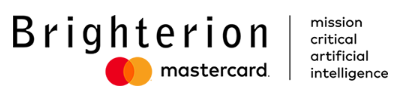 Brighterion
mastercard.
mission
critical
artificial
intelligence